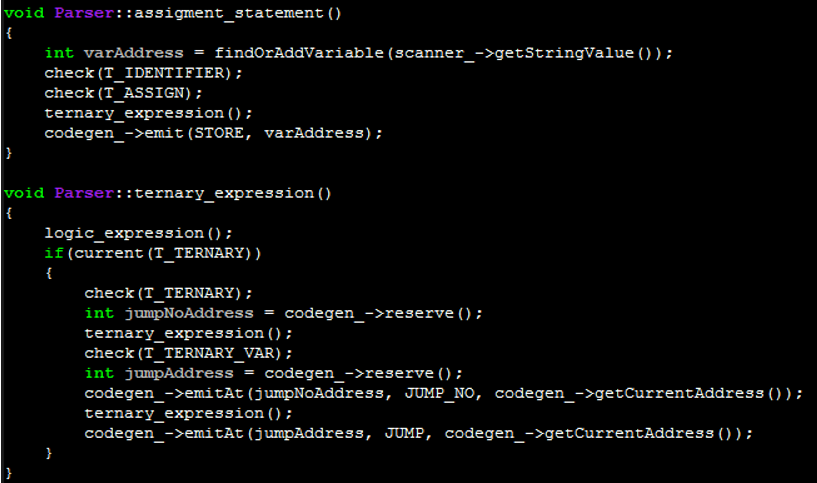 void Parser::assigment_statement()
{
    int varAddress = findOrAddVariable(scanner_->getStringValue());
    check(T_IDENTIFIER);
    check(T_ASSIGN);
    ternary_expression();
    codegen_->emit(STORE, varAddress);
}
void Parser::ternary_expression()
{
    logic_expression();
    if(current(T_TERNARY))
    {
        check(T_TERNARY);
        int jumpNoAddress = codegen_->reserve();
        ternary_expression();
        check(T_TERNARY_VAR);
        int jumpAddress = codegen_->reserve();
        codegen_->emitAt(jumpNoAddress, JUMP_NO, codegen_->getCurrentAddress());
        ternary_expression();
        codegen_->emitAt(jumpAddress, JUMP, codegen_->getCurrentAddress());
    }
}